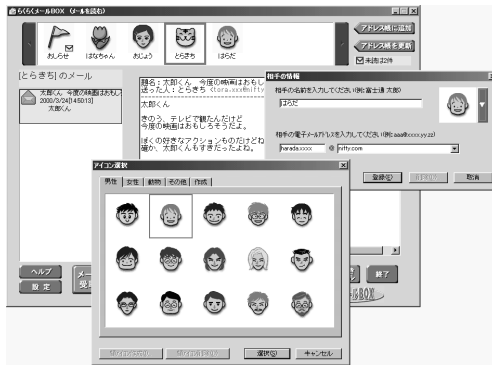 らくらくメールBOX (メールを読む)
おしらせ
はなちゃん
おじょう
とらきち
はらだ
アドレス帳に追加
アドレス帳を更新
未読は2件
[とらきち]のメール
太郎くん、今度の映画はおもし
2000/3/24[14:50:13]
太郎くん
題名：太郎くん、今度の映画はおもし
送った人：とらきち
太郎くん
きのう、テレビで観たんだけど
今度の映画はおもしろそうだよ。
ぼくの好きなアクションものだけどね
確か、太郎くんもすきだったよね。
相手の情報
相手の名前を入力してください(例:富士通 太郎)
はらだ
相手の電子メールアドレスを入力してください(例:aaa@xxxx.yy.zz)
haradaxxxx @ nifty.com
登録(E)
取消
アイコン選択
男性 女性 動物 その他 作成
選択(S)
キャンセル
ヘルプ
設定
メー
受
終了
BOX